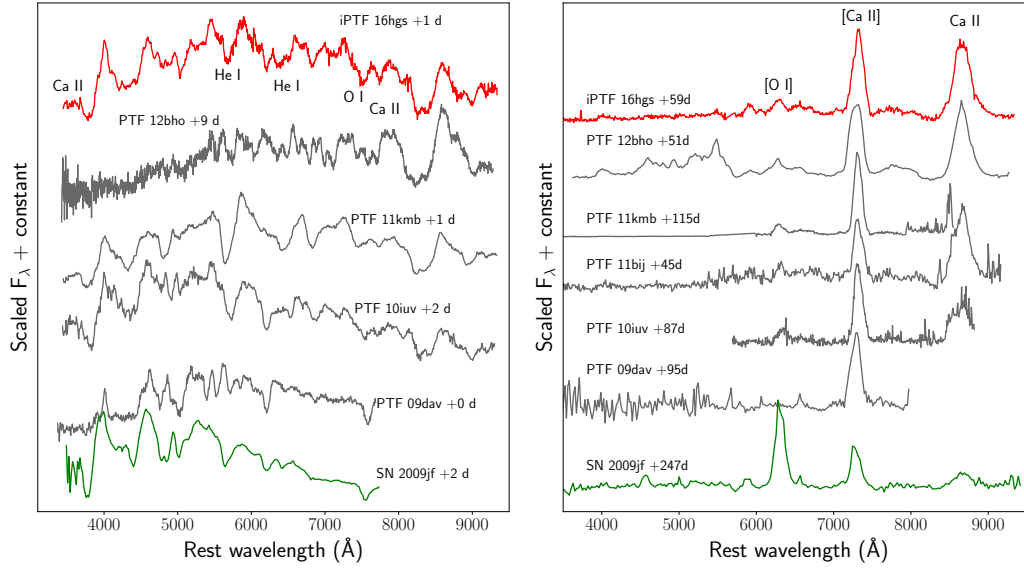 iPTF 16hgs +1 d
Ca II
He I
He I
O I
Ca II
PTF 12bho +9 d
PTF 11kmb +1 d
PTF 10iuv +2 d
PTF 09dav +0 d
SN 2009jf +2 d
Scaled Fλ + constant
4000 5000 6000 7000 8000 9000
Rest wavelength (Å)
[Ca II]
Ca II
[O I]
iPTF 16hgs +59d
PTF 12bho +51d
PTF 11kmb +115d
PTF 11bij +45d
PTF 10iuv +87d
PTF 09dav +95d
SN 2009jf +247d
Scaled Fλ + constant
4000 5000 6000 7000 8000 9000
Rest wavelength (Å)